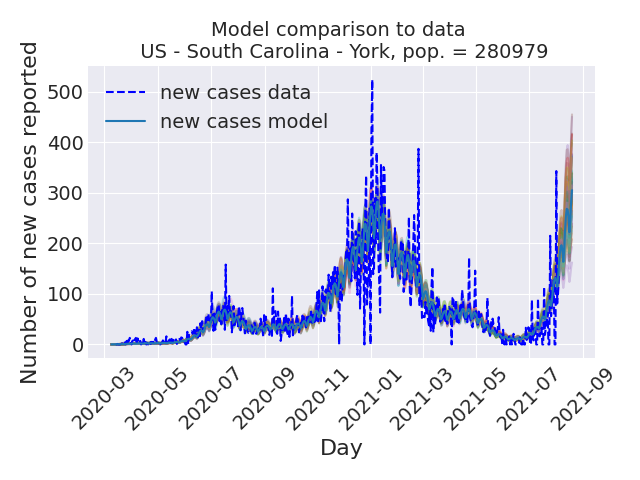 Model comparison to data
US - South Carolina - York, pop. = 280979
Number of new cases reported
500
400
300
200
100
0
new cases data
new cases model
2020-03
2020-05
2020-07
2020-09
2020-11
2021-01
2021-03
2021-05
2021-07
2021-09
Day